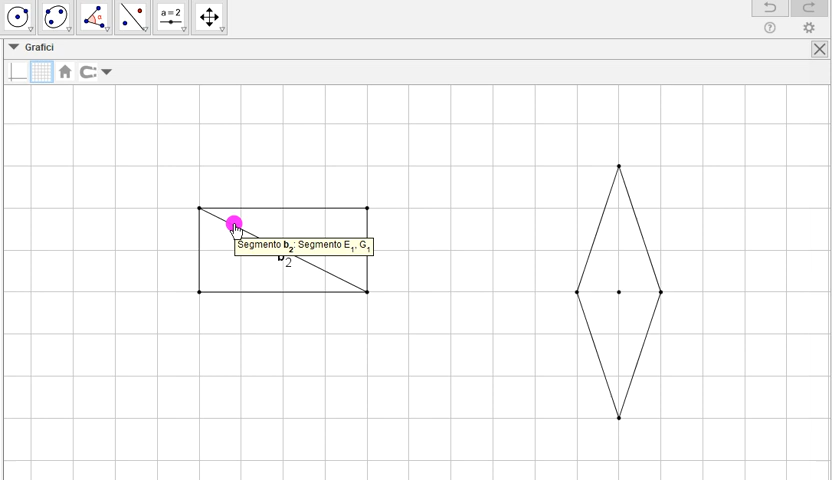 α
a = 2
Grafici
Segmento b2: Segmento E1, G1
b2